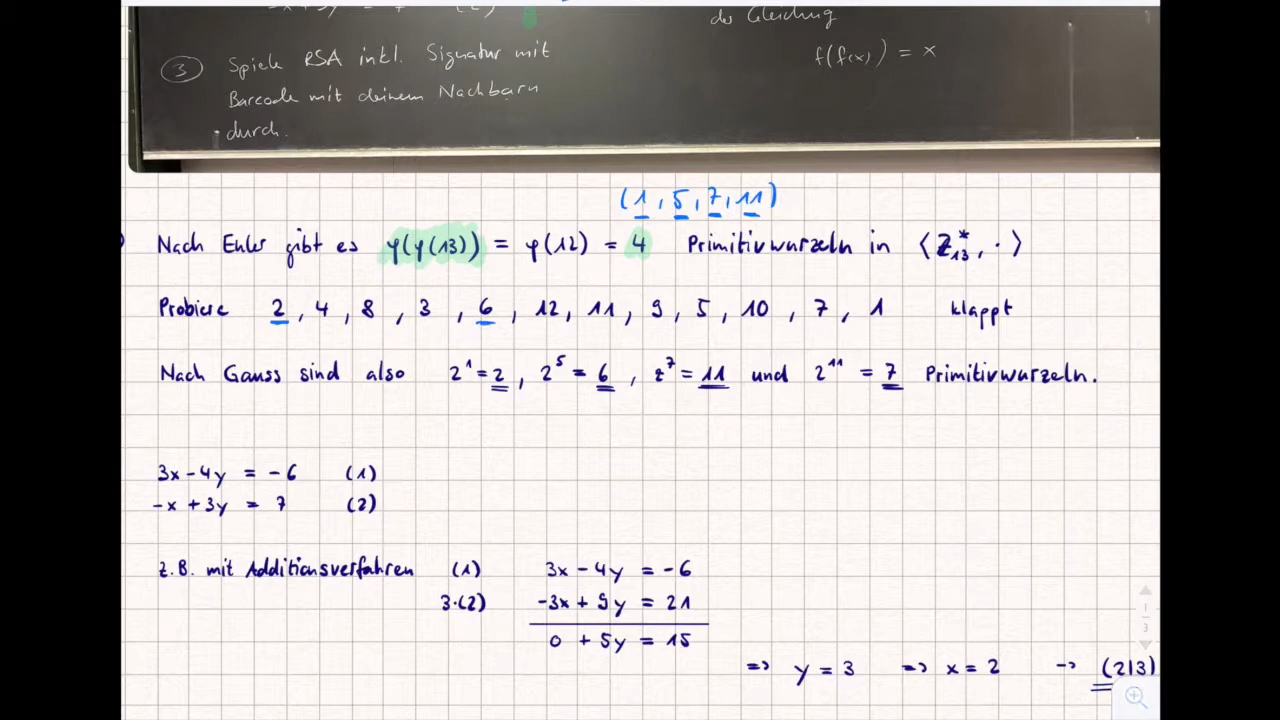 der Gleichung
f(f(x)) = x
③ Spiele RSA inkl. Signatur mit
Barcode mit deinem Nachbarn
durch.
(1, 5, 7, 11)
Nach Euler gibt es φ(φ(13)) = φ(12) = 4 Primitivwurzeln in ⟨Z*₁₃, ·⟩
Probiere 2, 4, 8, 3, 6, 12, 11, 9, 5, 10, 7, 1 klappt
Nach Gauss sind also 2¹ = 2, 2⁵ = 6, 2⁷ = 11 und 2¹¹ = 7 Primitivwurzeln.
3x - 4y = -6 (1)
-x + 3y = 7 (2)
z.B. mit Additionsverfahren (1) 3x - 4y = -6
3·(2) -3x + 9y = 21
0 + 5y = 15
=> y = 3 => x = 2 -> (2|3)
1
3